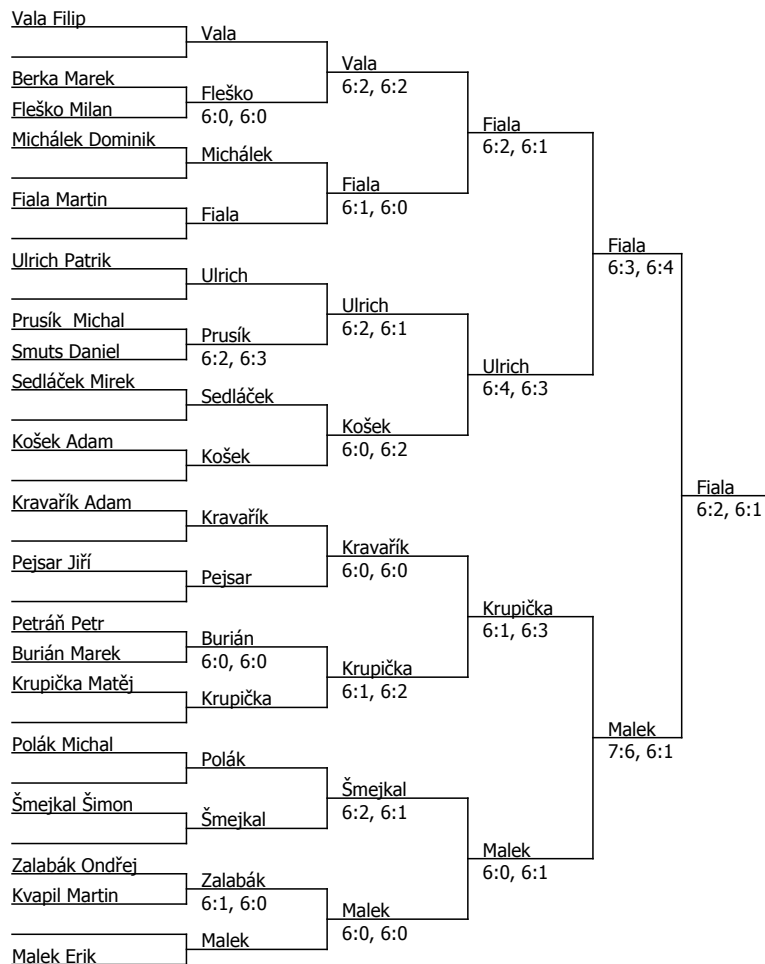 Vala Filip
Berka Marek
Fleško Milan
Michálek Dominik
Fiala Martin
Ulrich Patrik
Prusík  Michal
Smuts Daniel
Sedláček Mirek
Košek Adam
Kravařík Adam
Pejsar Jiří
Petráň Petr
Burián Marek
Krupička Matěj
Polák Michal
Šmejkal Šimon
Zalabák Ondřej
Kvapil Martin
Malek Erik
Vala
Fleško
6:0, 6:0
Michálek
Fiala
Ulrich
Prusík
6:2, 6:3
Sedláček
Košek
Kravařík
Pejsar
Burián
6:0, 6:0
Krupička
Polák
Šmejkal
Zalabák
6:1, 6:0
Malek
Vala
6:2, 6:2
Fiala
6:1, 6:0
Ulrich
6:2, 6:1
Košek
6:0, 6:2
Kravařík
6:0, 6:0
Krupička
6:1, 6:2
Šmejkal
6:2, 6:1
Malek
6:0, 6:0
Fiala
6:2, 6:1
Ulrich
6:4, 6:3
Krupička
6:1, 6:3
Malek
6:0, 6:1
Fiala
6:3, 6:4
Malek
7:6, 6:1
Fiala
6:2, 6:1